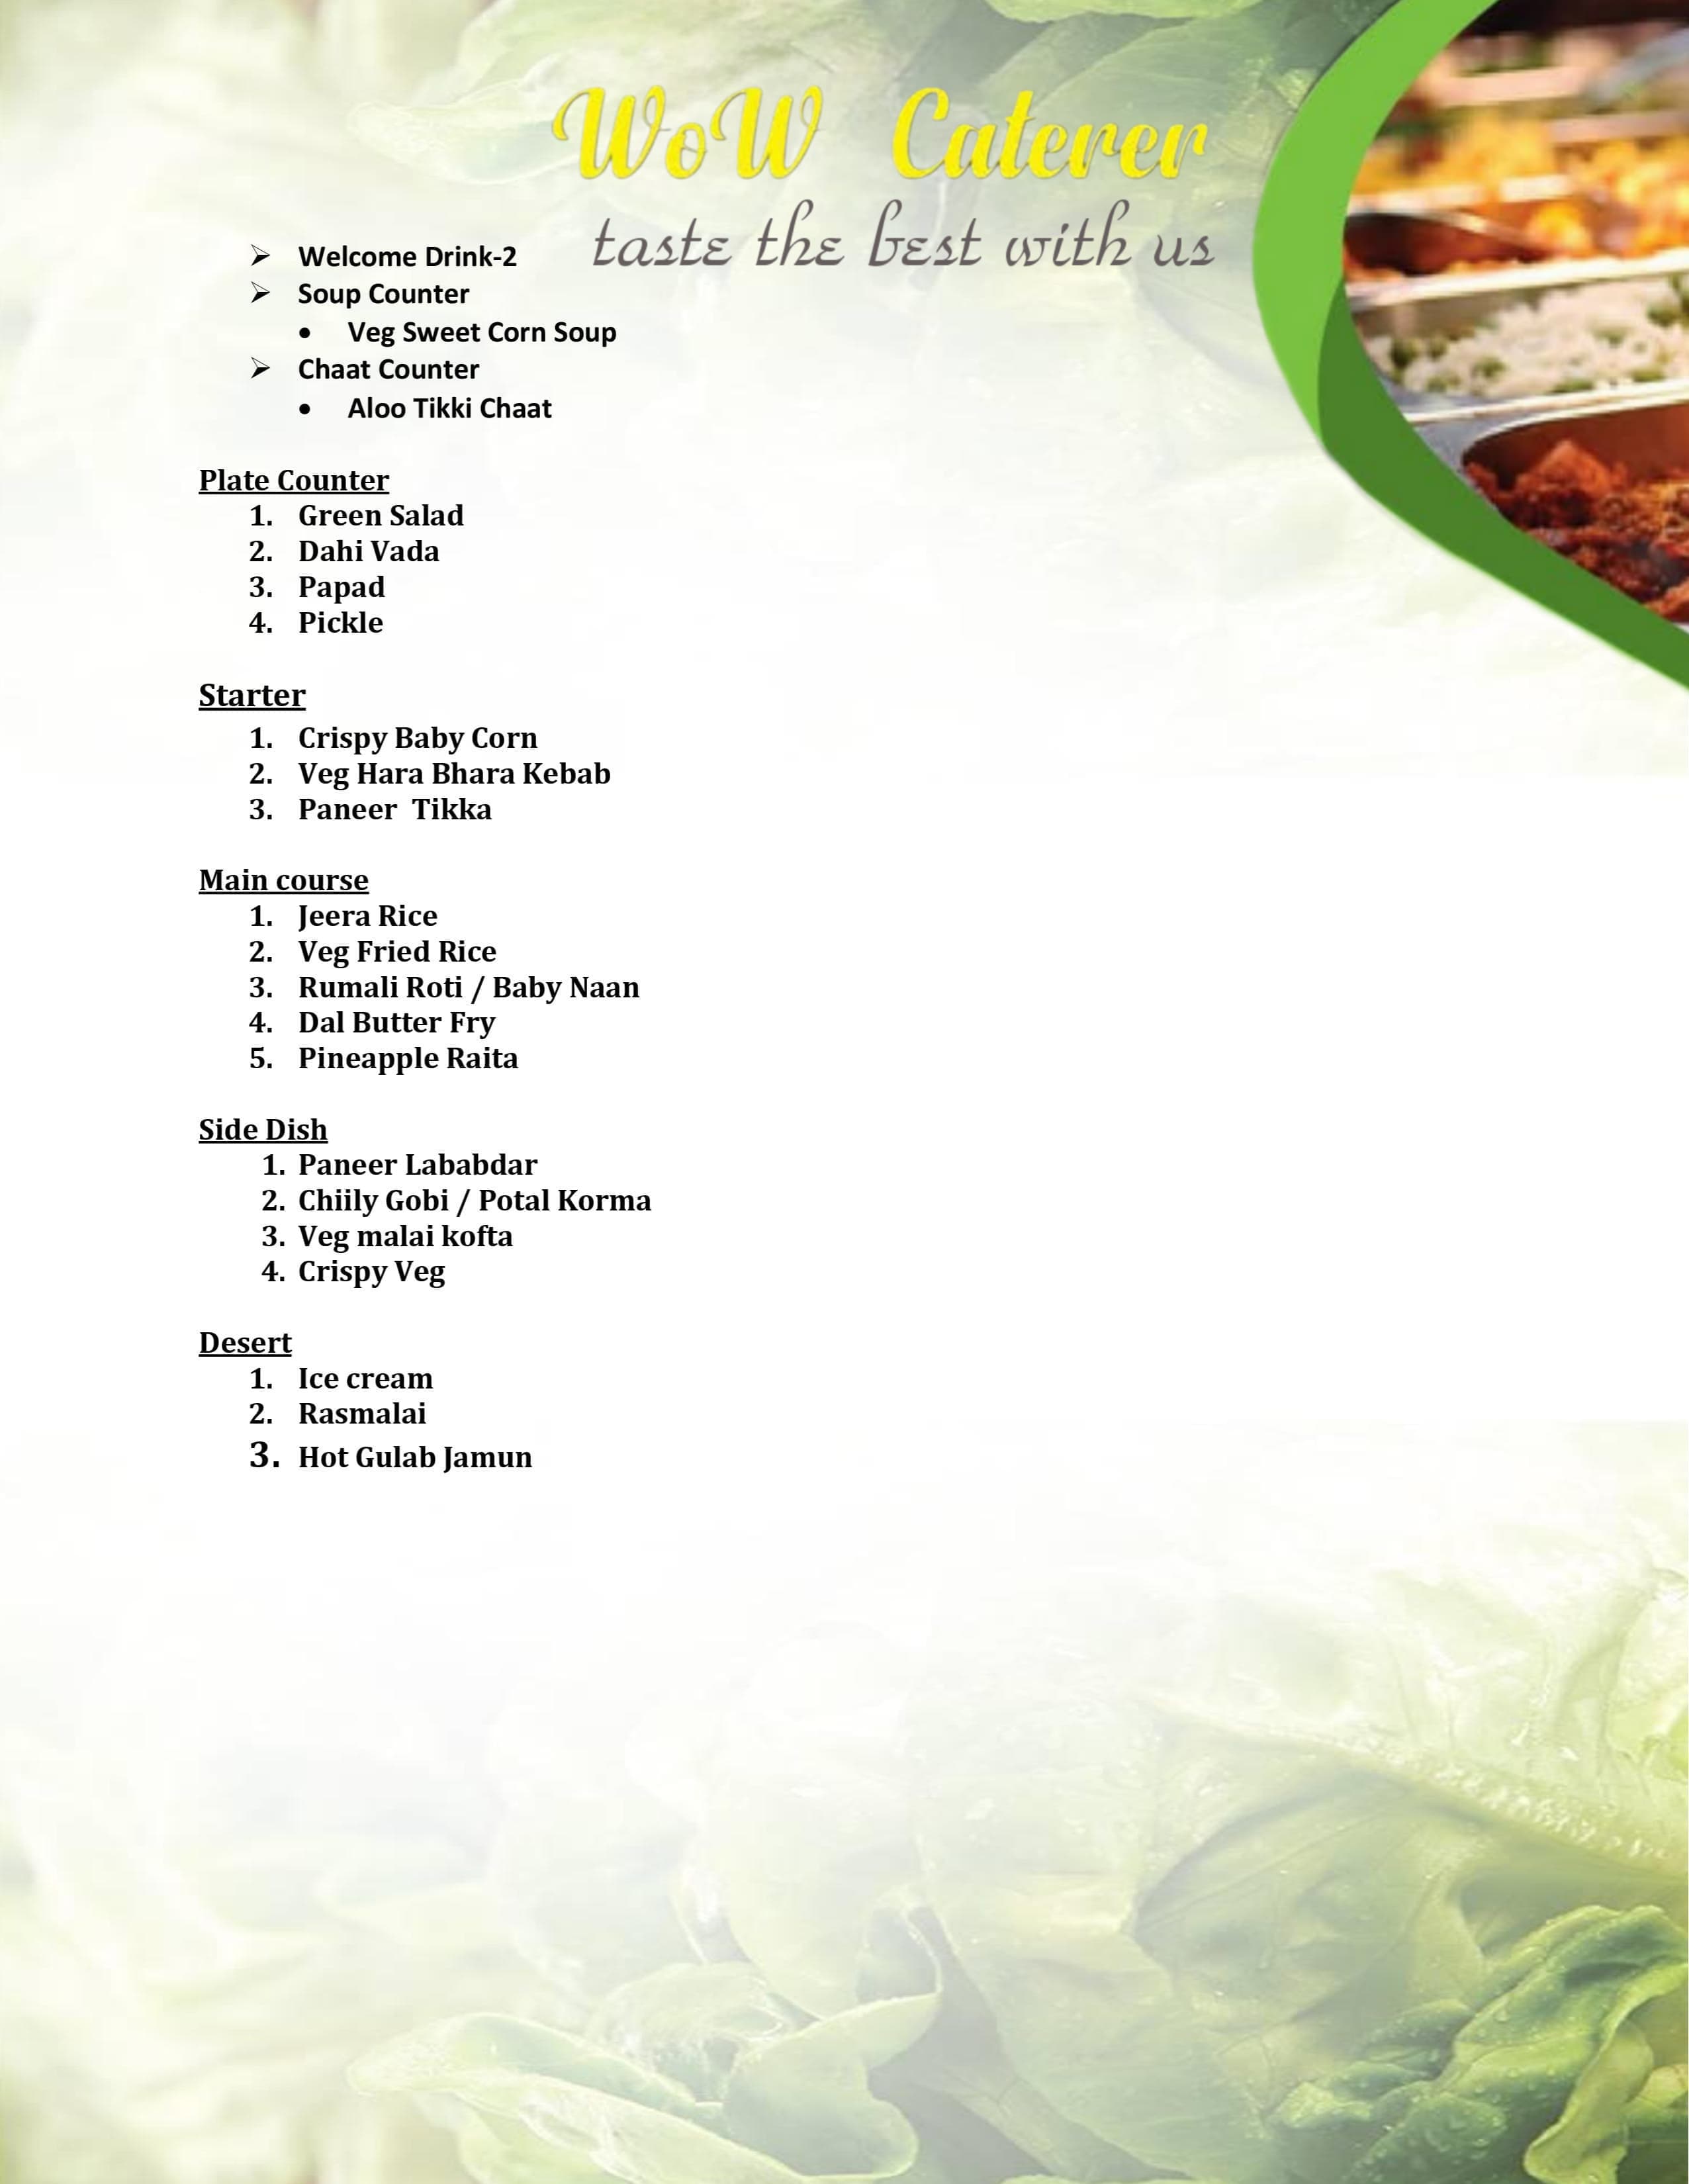 WoW Caterer
taste the best with us
➢ Welcome Drink-2
➢ Soup Counter
• Veg Sweet Corn Soup
➢ Chaat Counter
• Aloo Tikki Chaat
Plate Counter
1. Green Salad
2. Dahi Vada
3. Papad
4. Pickle
Starter
1. Crispy Baby Corn
2. Veg Hara Bhara Kebab
3. Paneer  Tikka
Main course
1. Jeera Rice
2. Veg Fried Rice
3. Rumali Roti / Baby Naan
4. Dal Butter Fry
5. Pineapple Raita
Side Dish
1. Paneer Lababdar
2. Chiily Gobi / Potal Korma
3. Veg malai kofta
4. Crispy Veg
Desert
1. Ice cream
2. Rasmalai
3. Hot Gulab Jamun